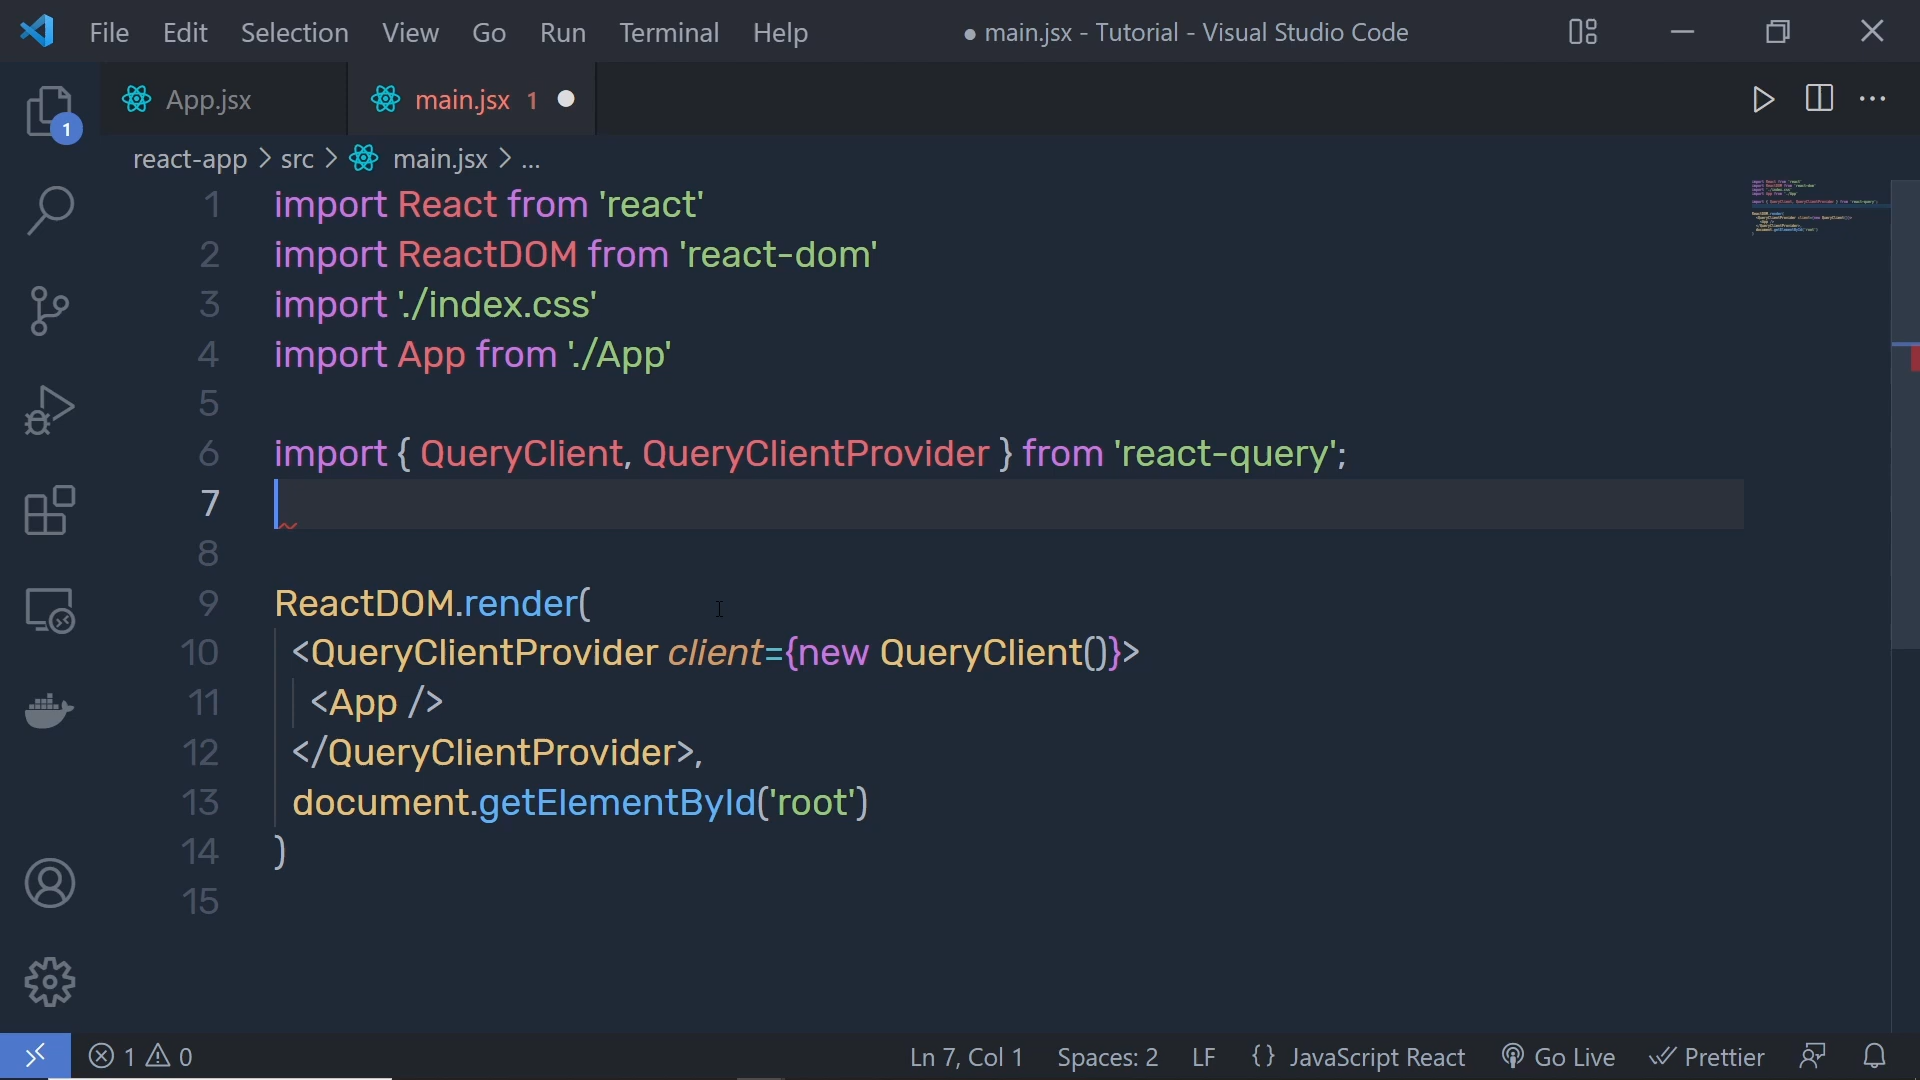 File Edit Selection View Go Run Terminal Help
● main.jsx - Tutorial - Visual Studio Code
1
App.jsx
main.jsx 1
react-app > src > main.jsx > ...
1 import React from 'react'
2 import ReactDOM from 'react-dom'
3 import './index.css'
4 import App from './App'
5
6 import { QueryClient, QueryClientProvider } from 'react-query';
7
8
9 ReactDOM.render(
10 <QueryClientProvider client={new QueryClient()}>
11 <App />
12 </QueryClientProvider>,
13 document.getElementById('root')
14 )
15
1 0
Ln 7, Col 1 Spaces: 2 LF {} JavaScript React Go Live Prettier